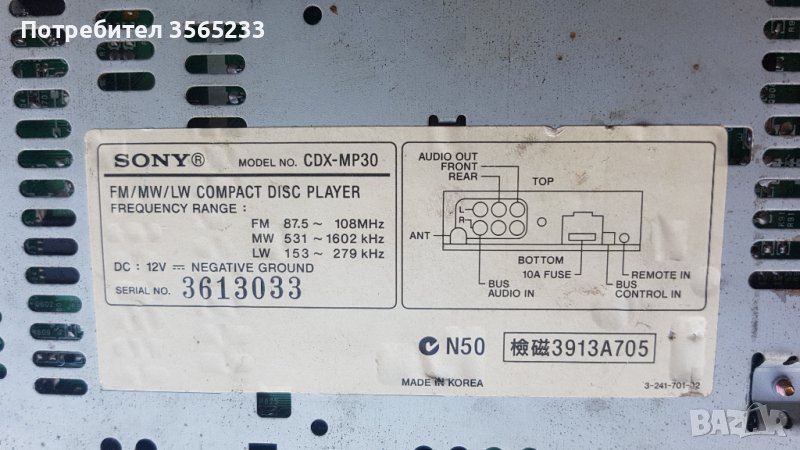 Потребител 3565233
SONY® MODEL NO. CDX-MP30
FM/MW/LW COMPACT DISC PLAYER
FREQUENCY RANGE :
FM 87.5 ~ 108MHz
MW 531 ~ 1602 kHz
LW 153 ~ 279 kHz
DC : 12V ⎓ NEGATIVE GROUND
SERIAL NO. 3613033
AUDIO OUT
FRONT
REAR
TOP
L
R
ANT
BOTTOM
10A FUSE
REMOTE IN
BUS
AUDIO IN
BUS
CONTROL IN
N50
檢磁3913A705
MADE IN KOREA
3-241-701-02
BAZAR